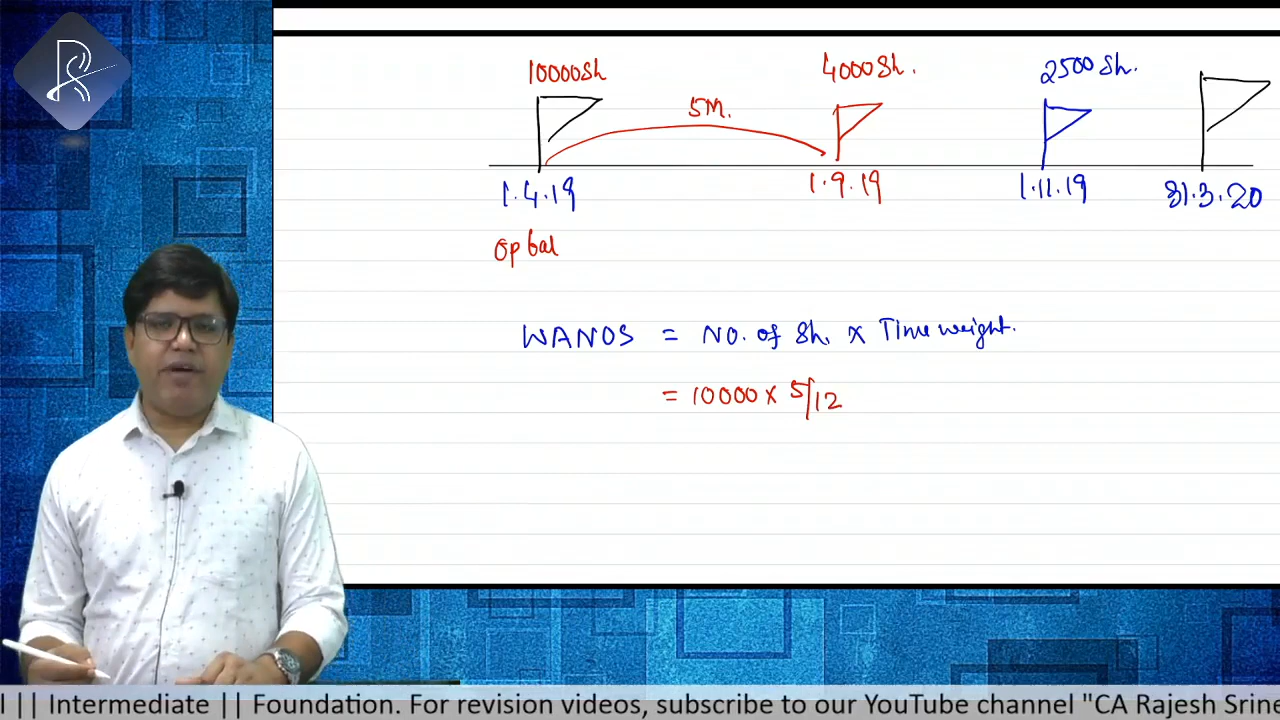 RS
10000Sh
4000Sh.
2500 Sh.
5M.
1.4.19
1.9.19
1.11.19
31.3.20
Op bal
WANOS = NO. of Sh. x Time weight.
= 10000 x 5/12
l || Intermediate || Foundation. For revision videos, subscribe to our YouTube channel "CA Rajesh Srine